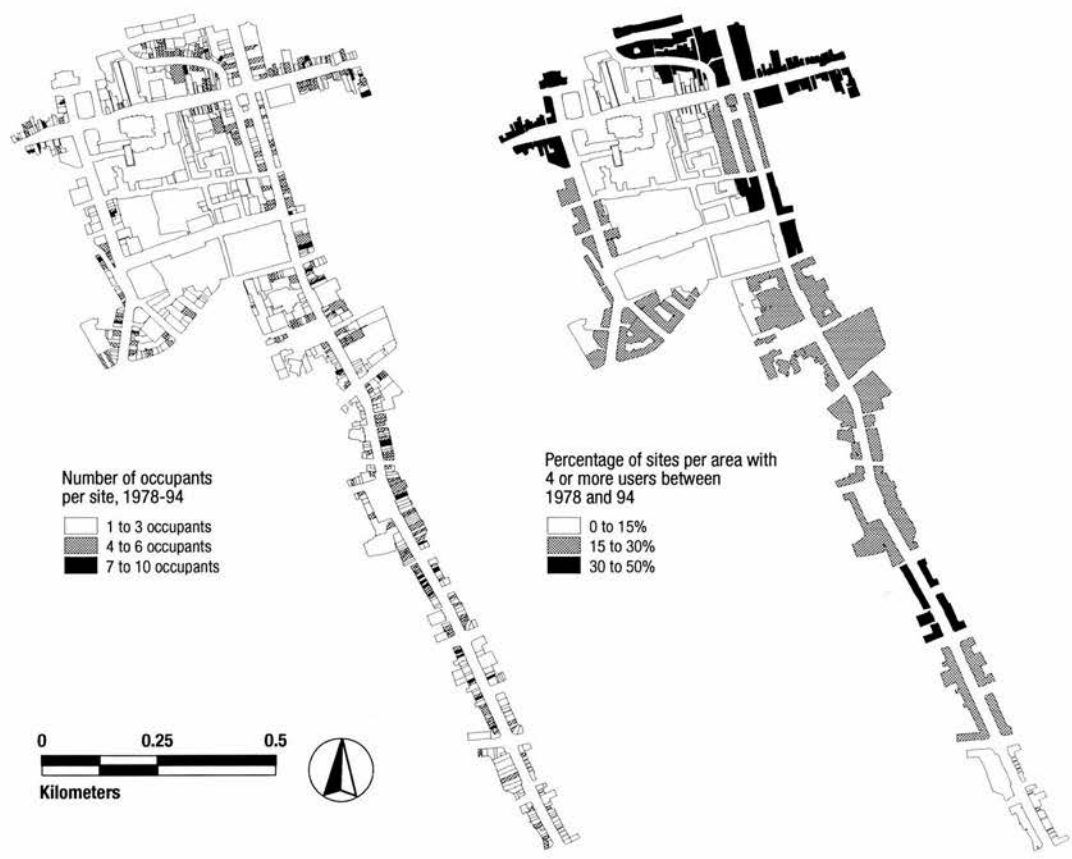 Number of occupants
per site, 1978-94
1 to 3 occupants
4 to 6 occupants
7 to 10 occupants
Percentage of sites per area with
4 or more users between
1978 and 94
0 to 15%
15 to 30%
30 to 50%
0 0.25 0.5
Kilometers